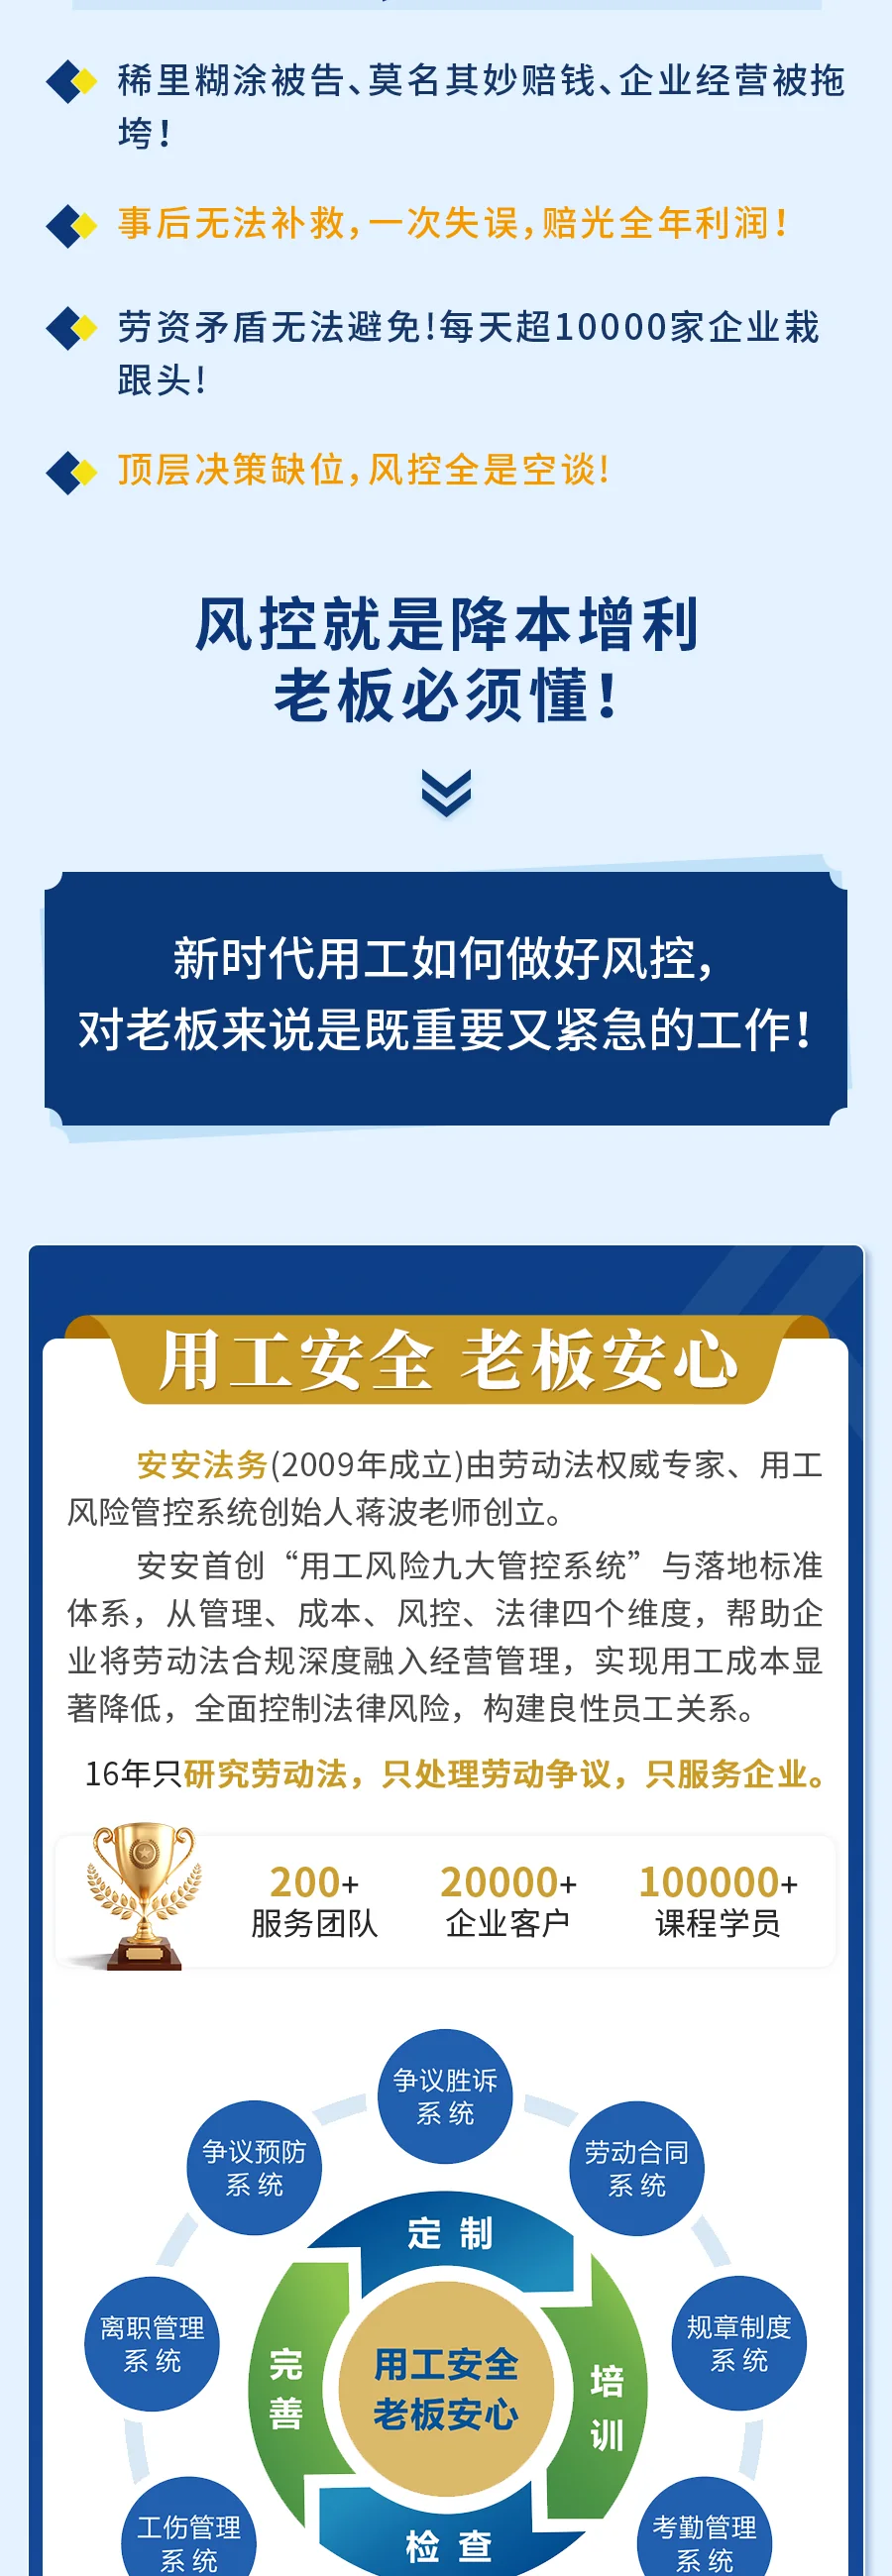 稀里糊涂被告、莫名其妙赔钱、企业经营被拖
垮！
事后无法补救，一次失误，赔光全年利润！
劳资矛盾无法避免！每天超10000家企业栽
跟头！
顶层决策缺位，风控全是空谈！
风控就是降本增利
老板必须懂！
新时代用工如何做好风控，
对老板来说是既重要又紧急的工作！
用工安全 老板安心
安安法务(2009年成立)由劳动法权威专家、用工
风险管控系统创始人蒋波老师创立。
安安首创“用工风险九大管控系统”与落地标准
体系，从管理、成本、风控、法律四个维度，帮助企
业将劳动法合规深度融入经营管理，实现用工成本显
著降低，全面控制法律风险，构建良性员工关系。
16年只研究劳动法，只处理劳动争议，只服务企业。
200+ 20000+ 100000+
服务团队 企业客户 课程学员
争议胜诉
系统
争议预防
系统
劳动合同
系统
定制
离职管理
系统
规章制度
系统
完善
用工安全
老板安心
培训
工伤管理
系统
考勤管理
系统
检查